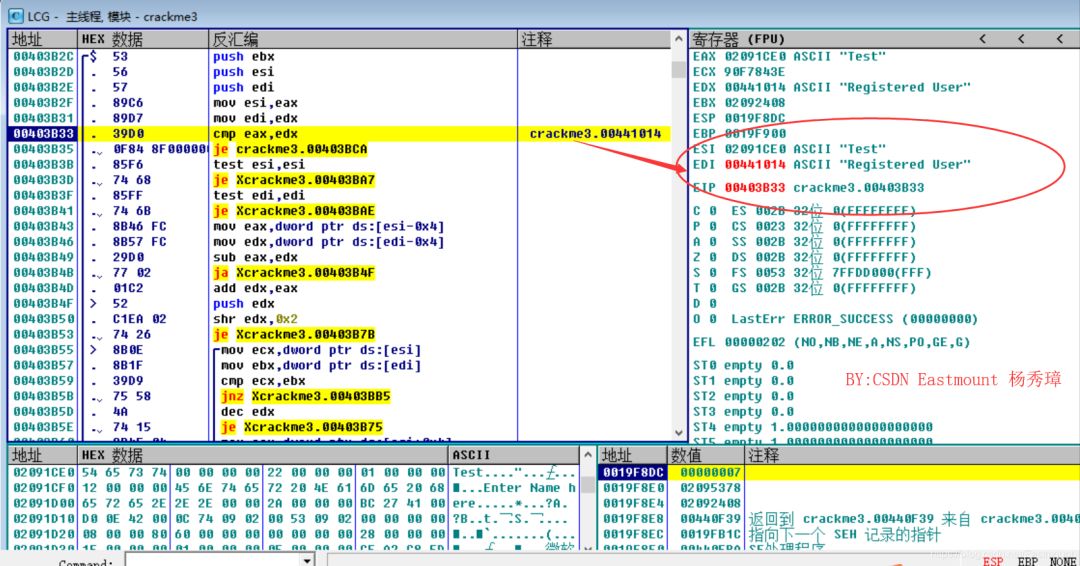 LCG - 主线程, 模块 - crackme3
地址 HEX 数据 反汇编 注释
00403B2C $ 53 push ebx
00403B2D . 56 push esi
00403B2E . 57 push edi
00403B2F . 89C6 mov esi,eax
00403B31 . 89D7 mov edi,edx
00403B33 . 39D0 cmp eax,edx crackme3.00441014
00403B35 .⌄ 0F84 8F00000 je crackme3.00403BCA
00403B3B . 85F6 test esi,esi
00403B3D .⌄ 74 68 je Xcrackme3.00403BA7
00403B3F . 85FF test edi,edi
00403B41 .⌄ 74 6B je Xcrackme3.00403BAE
00403B43 . 8B46 FC mov eax,dword ptr ds:[esi-0x4]
00403B46 . 8B57 FC mov edx,dword ptr ds:[edi-0x4]
00403B49 . 29D0 sub eax,edx
00403B4B .⌄ 77 02 ja Xcrackme3.00403B4F
00403B4D . 01C2 add edx,eax
00403B4F > 52 push edx
00403B50 . C1EA 02 shr edx,0x2
00403B53 .⌄ 74 26 je Xcrackme3.00403B7B
00403B55 > 8B0E mov ecx,dword ptr ds:[esi]
00403B57 . 8B1F mov ebx,dword ptr ds:[edi]
00403B59 . 39D9 cmp ecx,ebx
00403B5B .⌄ 75 58 jnz Xcrackme3.00403BB5
00403B5D . 4A dec edx
00403B5E .⌄ 74 15 je Xcrackme3.00403B75
寄存器 (FPU) < < <
EAX 02091CE0 ASCII "Test"
ECX 90F7843E
EDX 00441014 ASCII "Registered User"
EBX 02092408
ESP 0019F8DC
EBP 0019F900
ESI 02091CE0 ASCII "Test"
EDI 00441014 ASCII "Registered User"
EIP 00403B33 crackme3.00403B33
C 0 ES 002B 32位 0(FFFFFFFF)
P 0 CS 0023 32位 0(FFFFFFFF)
A 0 SS 002B 32位 0(FFFFFFFF)
Z 0 DS 002B 32位 0(FFFFFFFF)
S 0 FS 0053 32位 7FFDD000(FFF)
T 0 GS 002B 32位 0(FFFFFFFF)
D 0
O 0 LastErr ERROR_SUCCESS (00000000)
EFL 00000202 (NO,NB,NE,A,NS,PO,GE,G)
ST0 empty 0.0
ST1 empty 0.0
ST2 empty 0.0
ST3 empty 0.0
ST4 empty 1.0000000000000000000
BY:CSDN Eastmount 杨秀璋
地址 HEX 数据 ASCII
02091CE0 54 65 73 74 00 00 00 00 22 00 00 00 01 00 00 00 Test...."...
02091CF0 12 00 00 00 45 6E 74 65 72 20 4E 61 6D 65 20 68 ...Enter Name h
02091D00 65 72 65 2E 2E 2E 00 00 2A 00 00 00 BC 27 41 00 ere.....*...?A.
02091D10 D0 0E 42 00 0C 74 09 02 00 53 09 02 00 00 00 00 ?B..t.
02091D20 08 00 00 80 60 00 00 00 00 00 00 00 28 00 00 00
地址 数值 注释
0019F8DC 00000007
0019F8E0 02095378
0019F8E4 02092408
0019F8E8 00440F39 返回到 crackme3.00440F39 来自 crackme3.0040
0019F8EC 0019FB1C 指向下一个 SEH 记录的指针
Command:
ESP EBP NONE